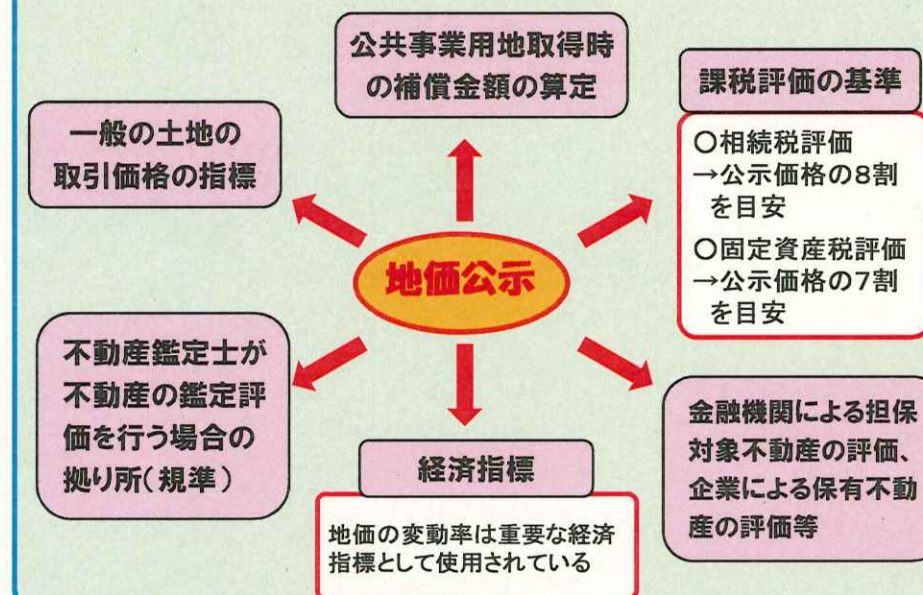 公共事業用地取得時
の補償金額の算定
課税評価の基準
〇相続税評価
→公示価格の8割
を目安
〇固定資産税評価
→公示価格の7割
を目安
一般の土地の
取引価格の指標
地価公示
不動産鑑定士が
不動産の鑑定評
価を行う場合の
拠り所(規準)
経済指標
地価の変動率は重要な経済
指標として使用されている
金融機関による担保
対象不動産の評価、
企業による保有不動
産の評価等